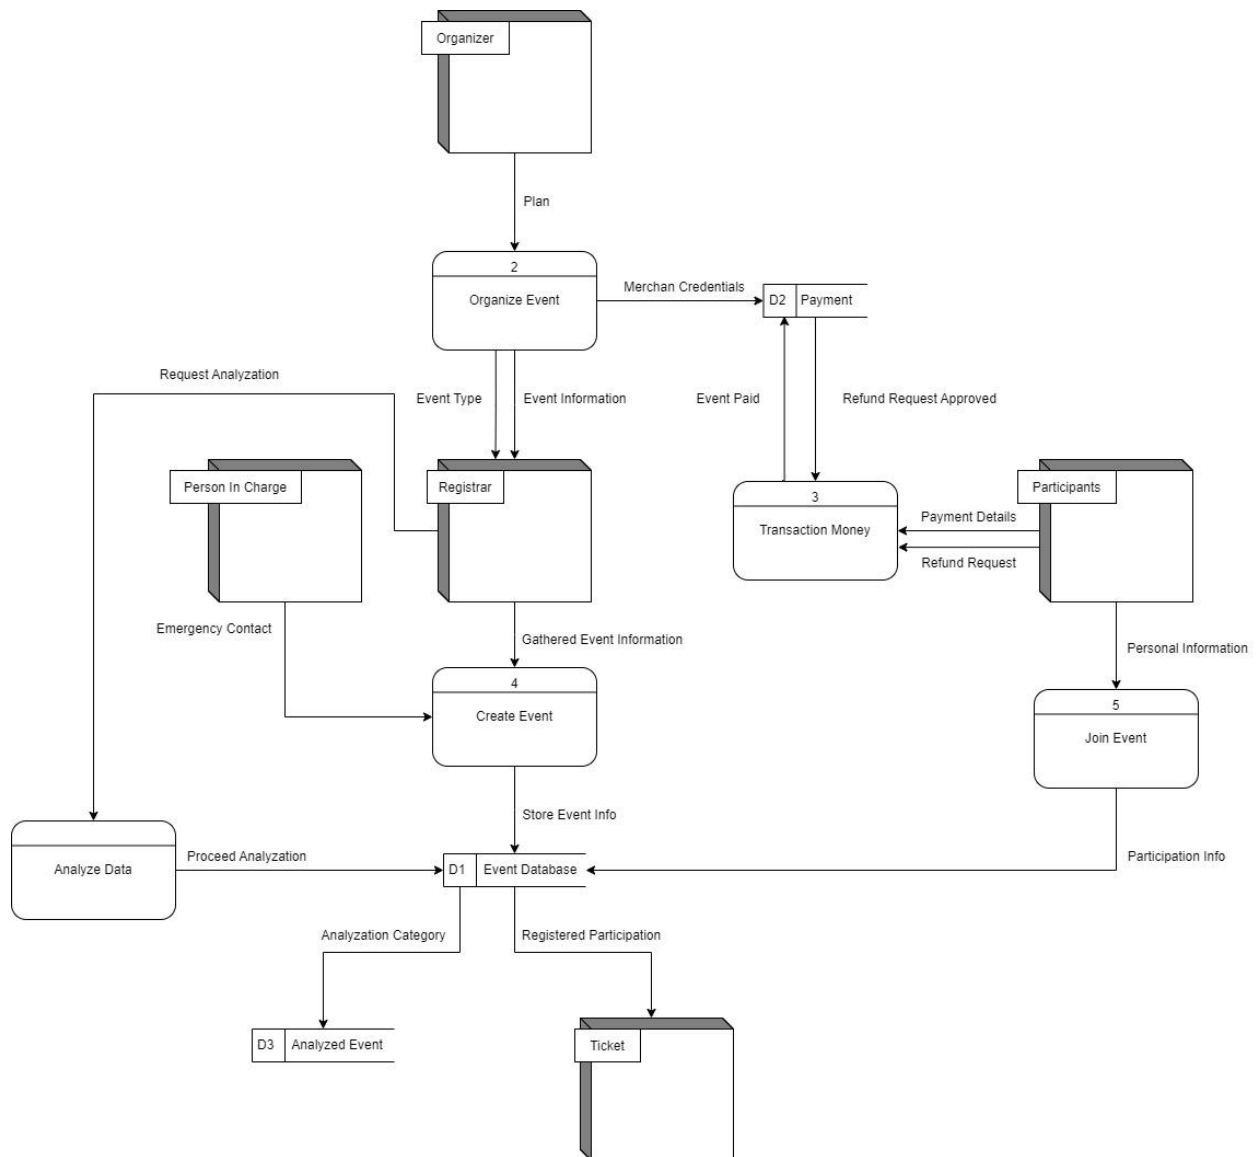 Organizer
Plan
2
Organize Event
Merchan Credentials
D2
Payment
Request Analyzation
Event Type
Event Information
Event Paid
Refund Request Approved
Person In Charge
Registrar
Participants
3
Transaction Money
Payment Details
Refund Request
Emergency Contact
Gathered Event Information
Personal Information
4
Create Event
5
Join Event
Store Event Info
Analyze Data
Proceed Analyzation
D1
Event Database
Participation Info
Analyzation Category
Registered Participation
D3
Analyzed Event
Ticket